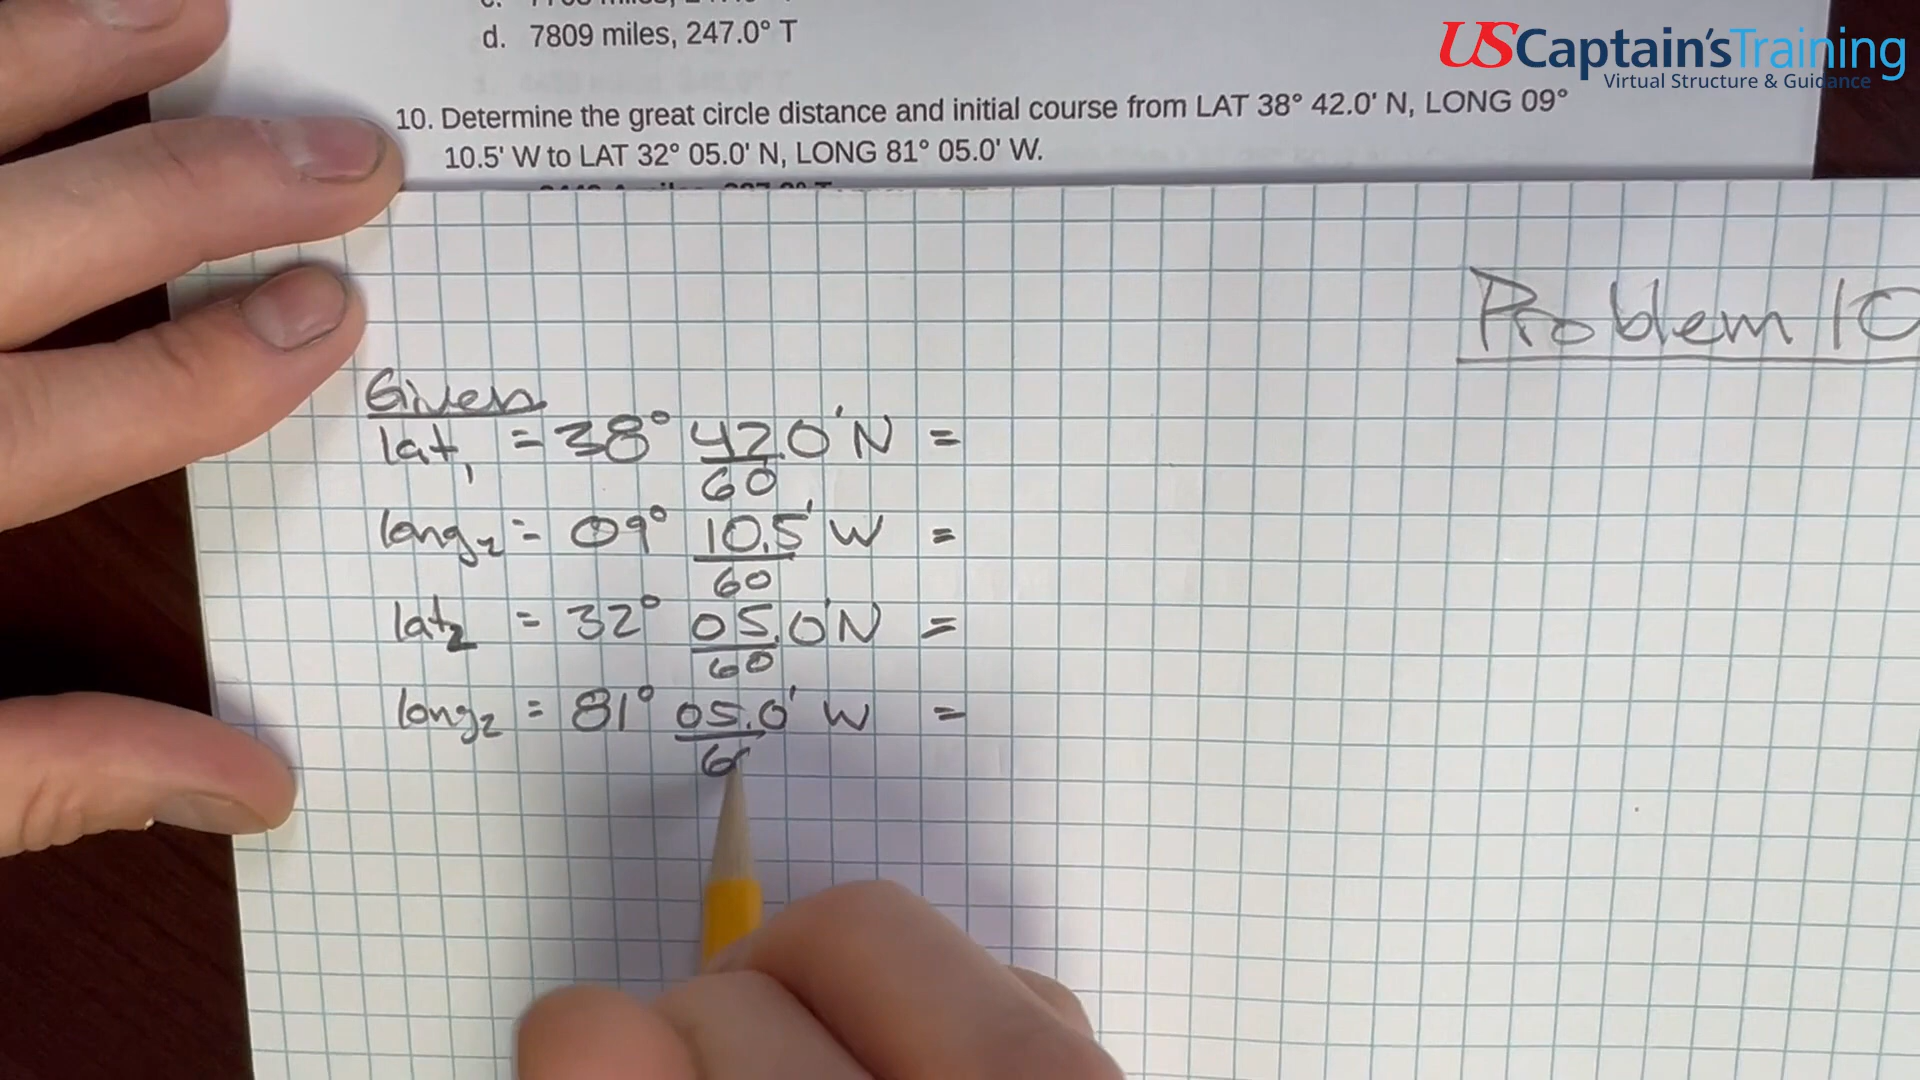 d. 7809 miles, 247.0° T
USCaptain'sTraining
Virtual Structure & Guidance
10. Determine the great circle distance and initial course from LAT 38° 42.0' N, LONG 09°
10.5' W to LAT 32° 05.0' N, LONG 81° 05.0' W.
Problem 10
Given
lat₁ = 38° 42.0' N =
60
long₂ = 09° 10.5' W =
60
lat₂ = 32° 05.0' N =
60
long₂ = 81° 05.0' W =
6